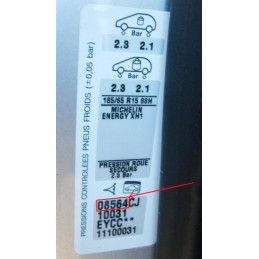 Bar
2.3 2.1
Bar
2.3 2.1
185/65 R15 88H
MICHELIN
ENERGY XH1
PRESSION ROUE
SECOURS
2.5 Bar
08564CJ
10031
EYCC**
11100031
PRESSIONS CONTROLEES PNEUS FROIDS (±0,05 bar)